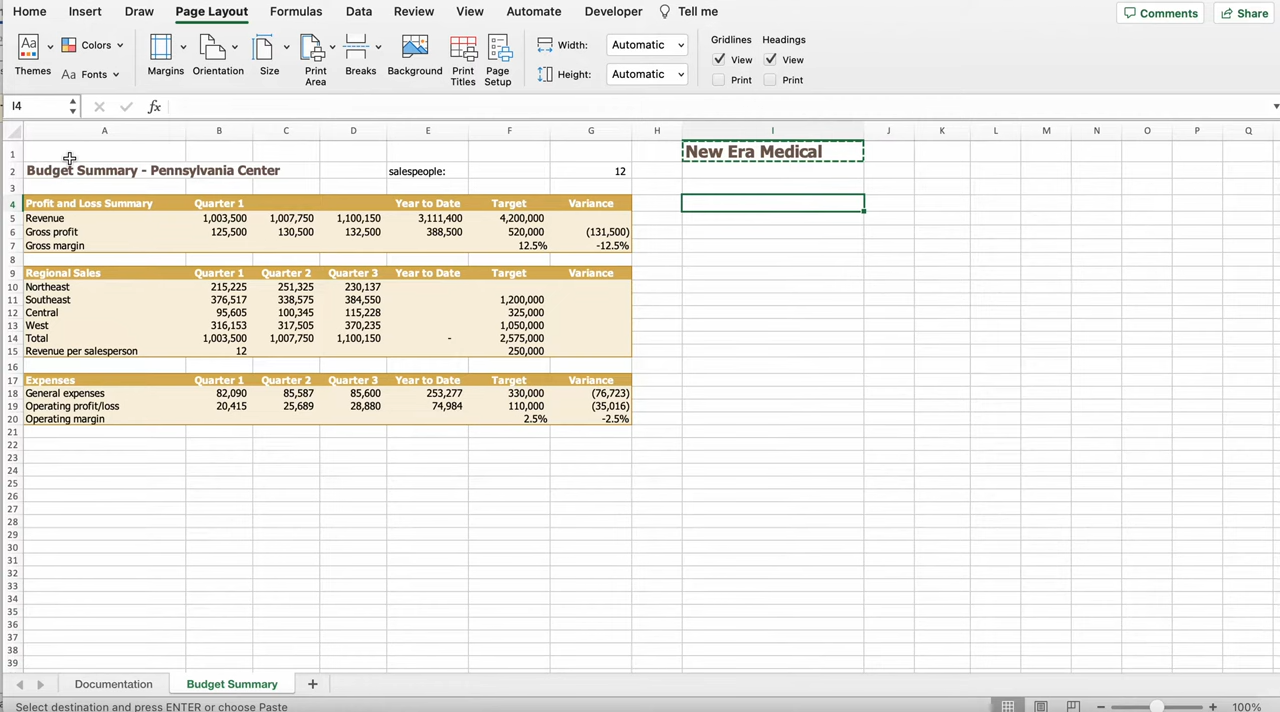 Home Insert Draw Page Layout Formulas Data Review View Automate Developer Tell me Comments Share
Colors Width: Automatic Gridlines Headings
Aa View View
Themes Aa Fonts Margins Orientation Size Print Area Breaks Background Print Titles Page Setup Height: Automatic Print Print
I4 fx
A B C D E F G H I J K L M N O P Q
1 New Era Medical
2 Budget Summary - Pennsylvania Center salespeople: 12
3
4 Profit and Loss Summary Quarter 1 Year to Date Target Variance
5 Revenue 1,003,500 1,007,750 1,100,150 3,111,400 4,200,000
6 Gross profit 125,500 130,500 132,500 388,500 520,000 (131,500)
7 Gross margin 12.5% -12.5%
8
9 Regional Sales Quarter 1 Quarter 2 Quarter 3 Year to Date Target Variance
10 Northeast 215,225 251,325 230,137
11 Southeast 376,517 338,575 384,550 1,200,000
12 Central 95,605 100,345 115,228 325,000
13 West 316,153 317,505 370,235 1,050,000
14 Total 1,003,500 1,007,750 1,100,150 - 2,575,000
15 Revenue per salesperson 12 250,000
16
17 Expenses Quarter 1 Quarter 2 Quarter 3 Year to Date Target Variance
18 General expenses 82,090 85,587 85,600 253,277 330,000 (76,723)
19 Operating profit/loss 20,415 25,689 28,880 74,984 110,000 (35,016)
20 Operating margin 2.5% -2.5%
21
22
23
24
25
26
27
28
29
30
31
32
33
34
35
36
37
38
39
Documentation Budget Summary +
Select destination and press ENTER or choose Paste - + 100%